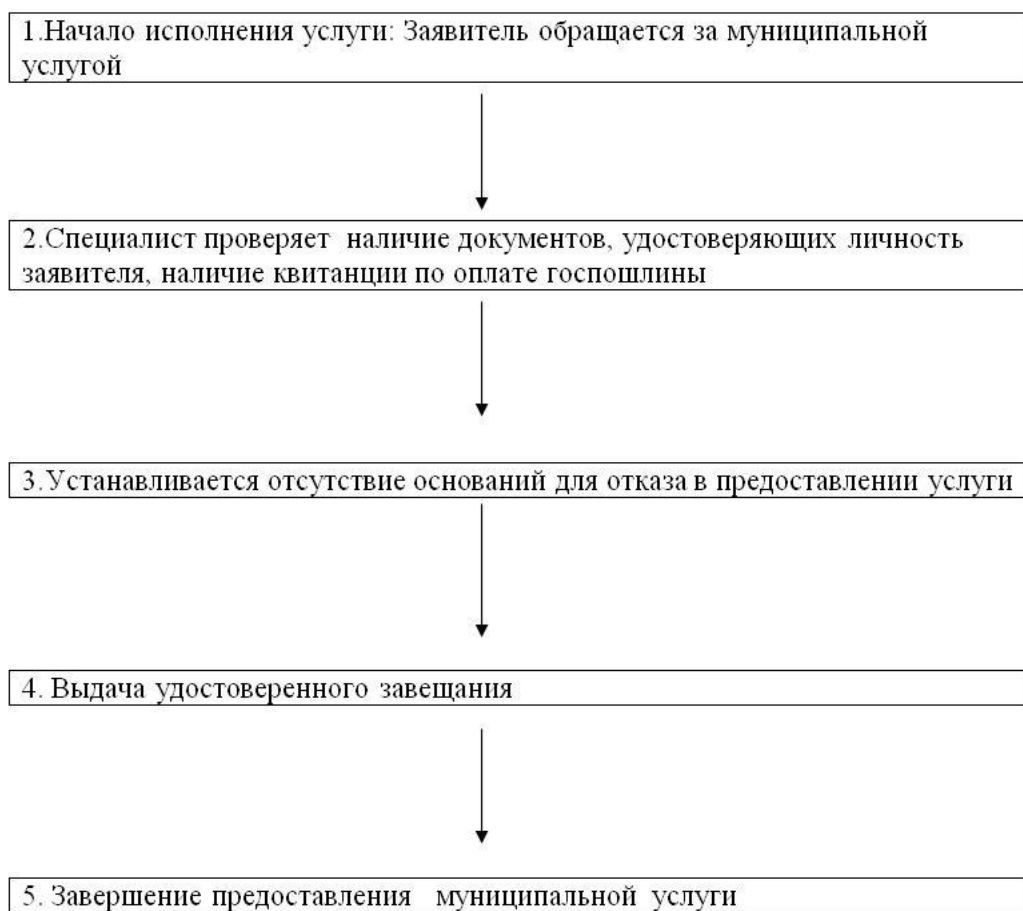 1.Начало исполнения услуги: Заявитель обращается за муниципальной
услугой
2.Специалист проверяет наличие документов, удостоверяющих личность
заявителя, наличие квитанции по оплате госпошлины
3.Устанавливается отсутствие оснований для отказа в предоставлении услуги
4. Выдача удостоверенного завещания
5. Завершение предоставления муниципальной услуги